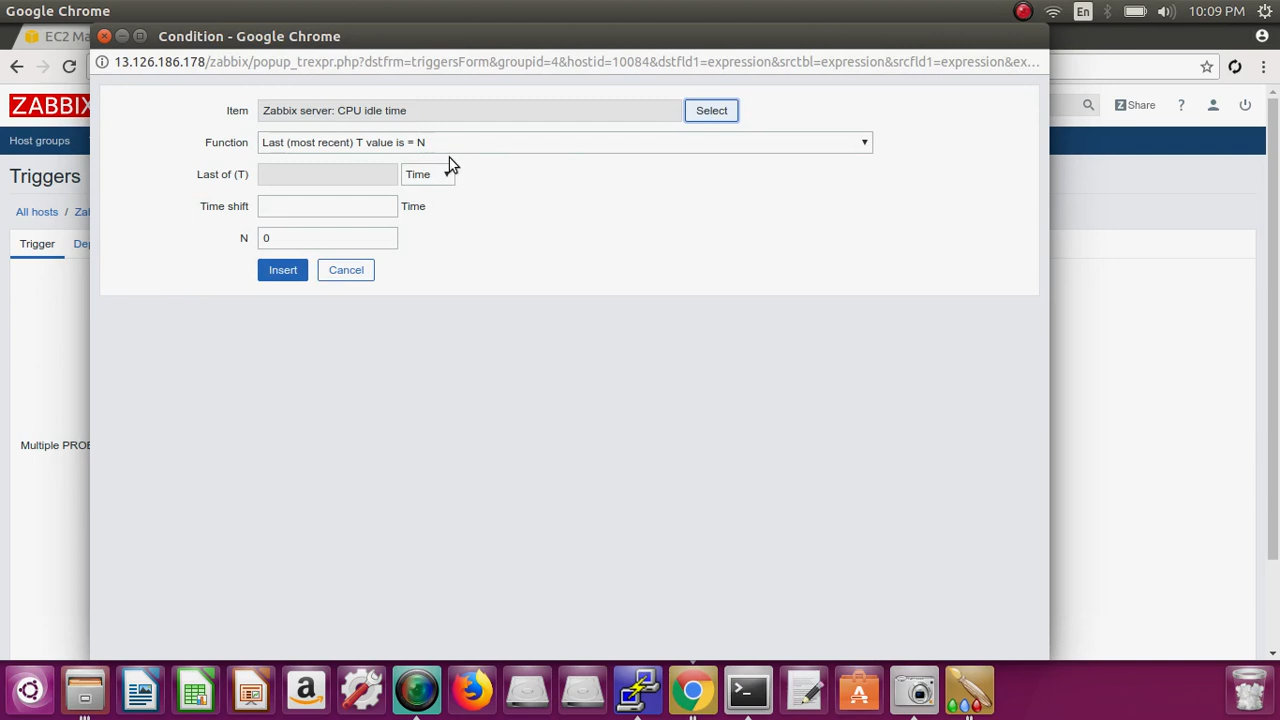 Google Chrome
En
10:09 PM
EC2 Ma
Condition - Google Chrome
13.126.186.178/zabbix/popup_trexpr.php?dstfrm=triggersForm&groupid=4&hostid=10084&dstfld1=expression&srctbl=expression&srcfld1=expression&ex...
ZABBIX
Item
Zabbix server: CPU idle time
Select
Z Share
?
Host groups
Function
Last (most recent) T value is = N
Triggers
Last of (T)
Time
All hosts / Zab
Time shift
Time
Trigger
Dep
N
0
Insert
Cancel
Multiple PROB